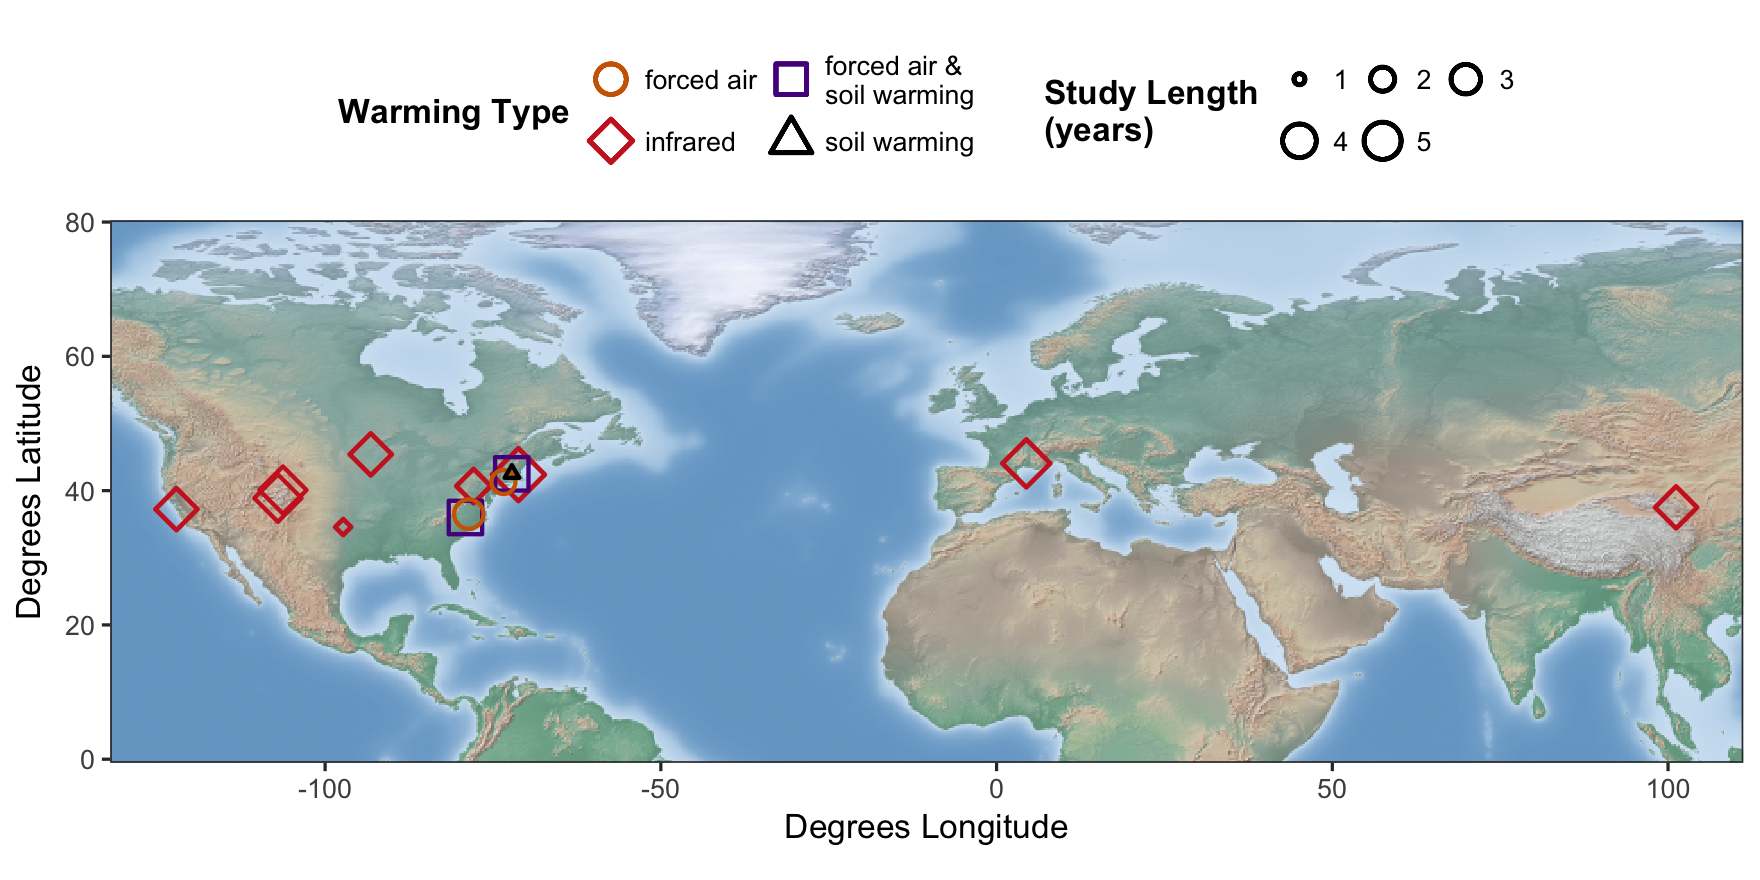 Warming Type
forced air
infrared
forced air &
soil warming
soil warming
Study Length
(years)
1
2
3
4
5
Degrees Latitude
80
60
40
20
0
-100
-50
0
50
100
Degrees Longitude